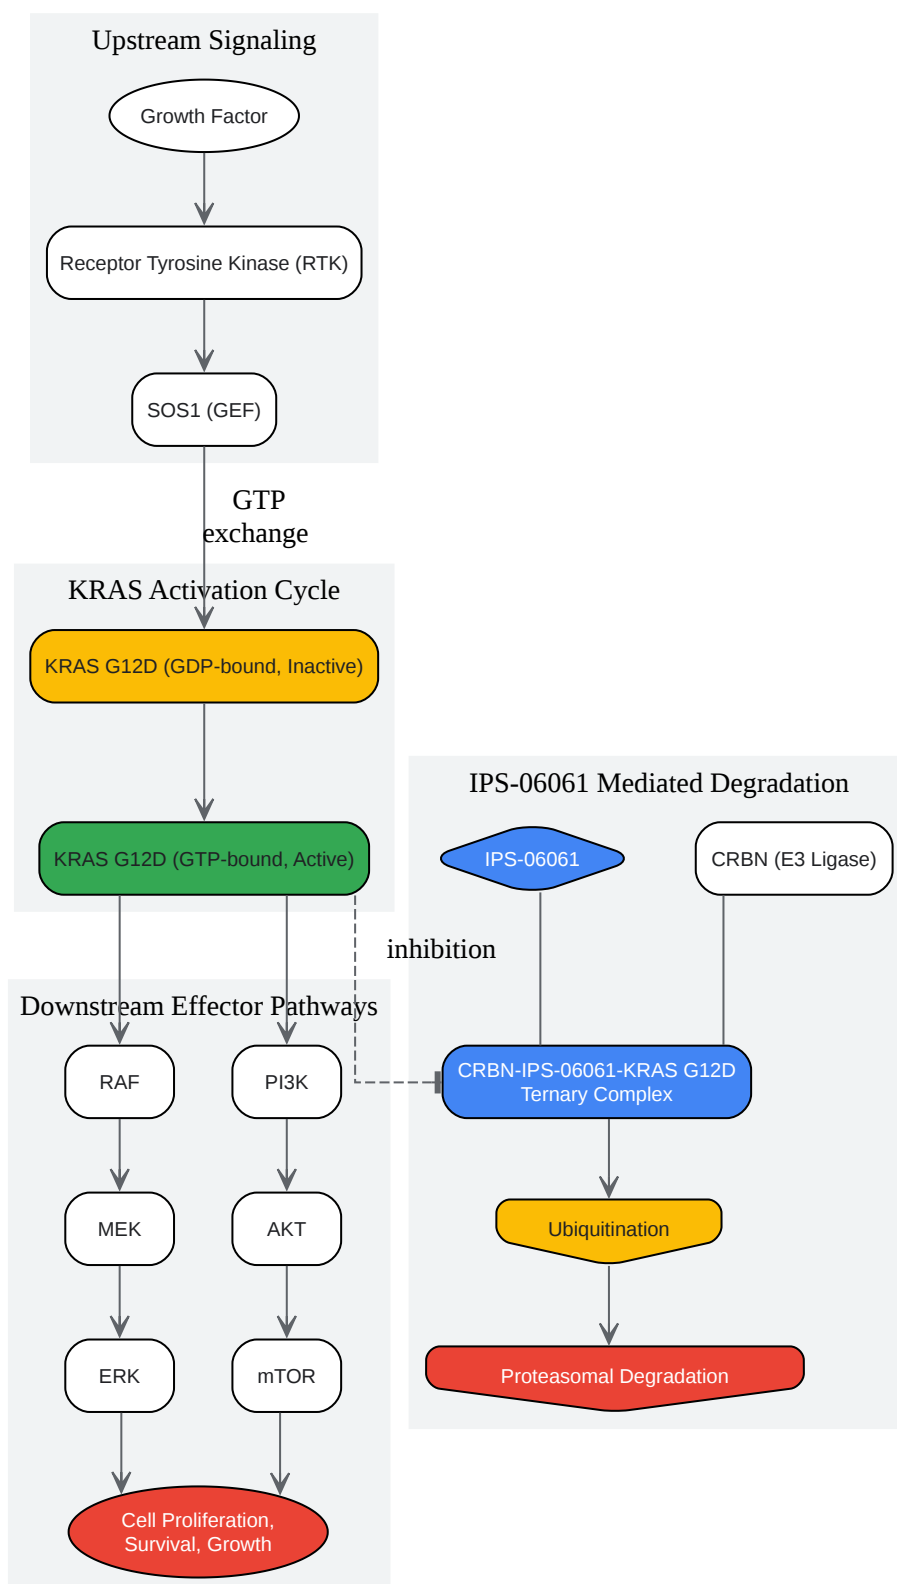 Upstream Signaling
Growth Factor
Receptor Tyrosine Kinase (RTK)
SOS1 (GEF)
GTP
exchange
KRAS Activation Cycle
KRAS G12D (GDP-bound, Inactive)
KRAS G12D (GTP-bound, Active)
IPS-06061 Mediated Degradation
IPS-06061
CRBN (E3 Ligase)
inhibition
Downstream Effector Pathways
RAF
PI3K
CRBN-IPS-06061-KRAS G12D
Ternary Complex
MEK
AKT
Ubiquitination
ERK
mTOR
Proteasomal Degradation
Cell Proliferation,
Survival, Growth